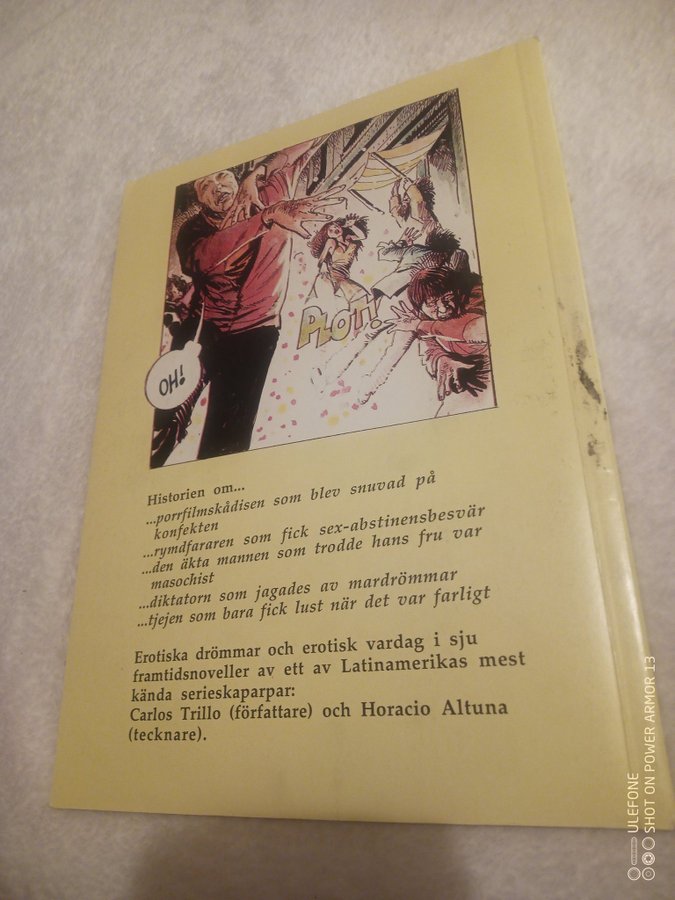 PLOT!
OH!
Historien om...
...porrfilmskådisen som blev snuvad på
konfekten
...rymdfararen som fick sex-abstinensbesvär
...den äkta mannen som trodde hans fru var
masochist
...diktatorn som jagades av mardrömmar
...tjejen som bara fick lust när det var farligt
Erotiska drömmar och erotisk vardag i sju
framtidsnoveller av ett av Latinamerikas mest
kända serieskaparpar:
Carlos Trillo (författare) och Horacio Altuna
(tecknare).
ULEFONE
SHOT ON POWER ARMOR 13